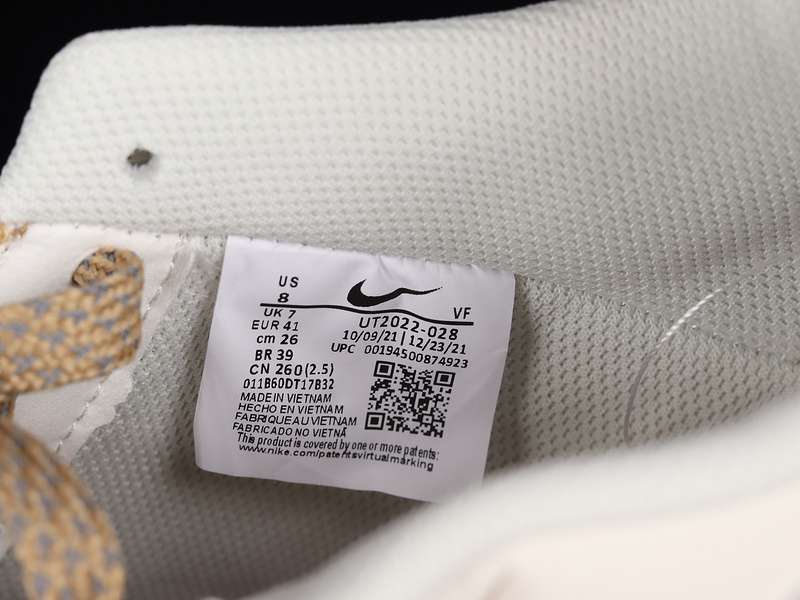 US
8
VF
UK 7
UT2022-028
EUR 41
10/09/21 | 12/23/21
cm 26
UPC 00194500874923
BR 39
CN 260(2.5)
011B60DT17B32
MADE IN VIETNAM
HECHO EN VIETNAM
FABRIQUE AU VIETNAM
FABRICADO NO VIETNÃ
This product is covered by one or more patents:
www.nike.com/patentsvirtualmarking